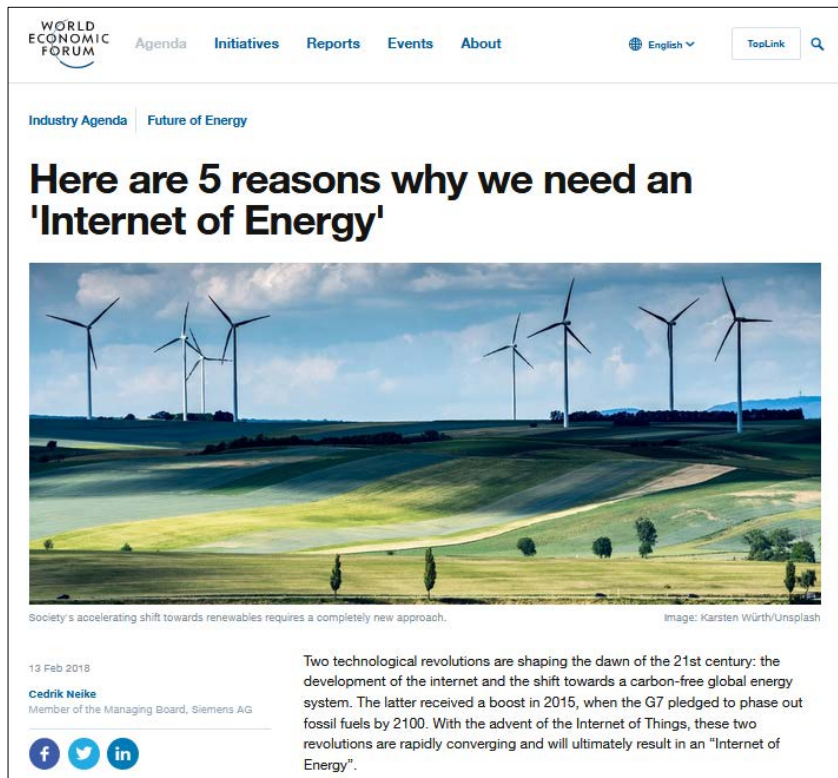 WORLD
ECONOMIC
FORUM
Agenda Initiatives Reports Events About English TopLink
Industry Agenda Future of Energy
Here are 5 reasons why we need an
'Internet of Energy'
Society's accelerating shift towards renewables requires a completely new approach. Image: Karsten Würth/Unsplash
13 Feb 2018
Cedrik Neike
Member of the Managing Board, Siemens AG
f in
Two technological revolutions are shaping the dawn of the 21st century: the
development of the internet and the shift towards a carbon-free global energy
system. The latter received a boost in 2015, when the G7 pledged to phase out
fossil fuels by 2100. With the advent of the Internet of Things, these two
revolutions are rapidly converging and will ultimately result in an “Internet of
Energy”.